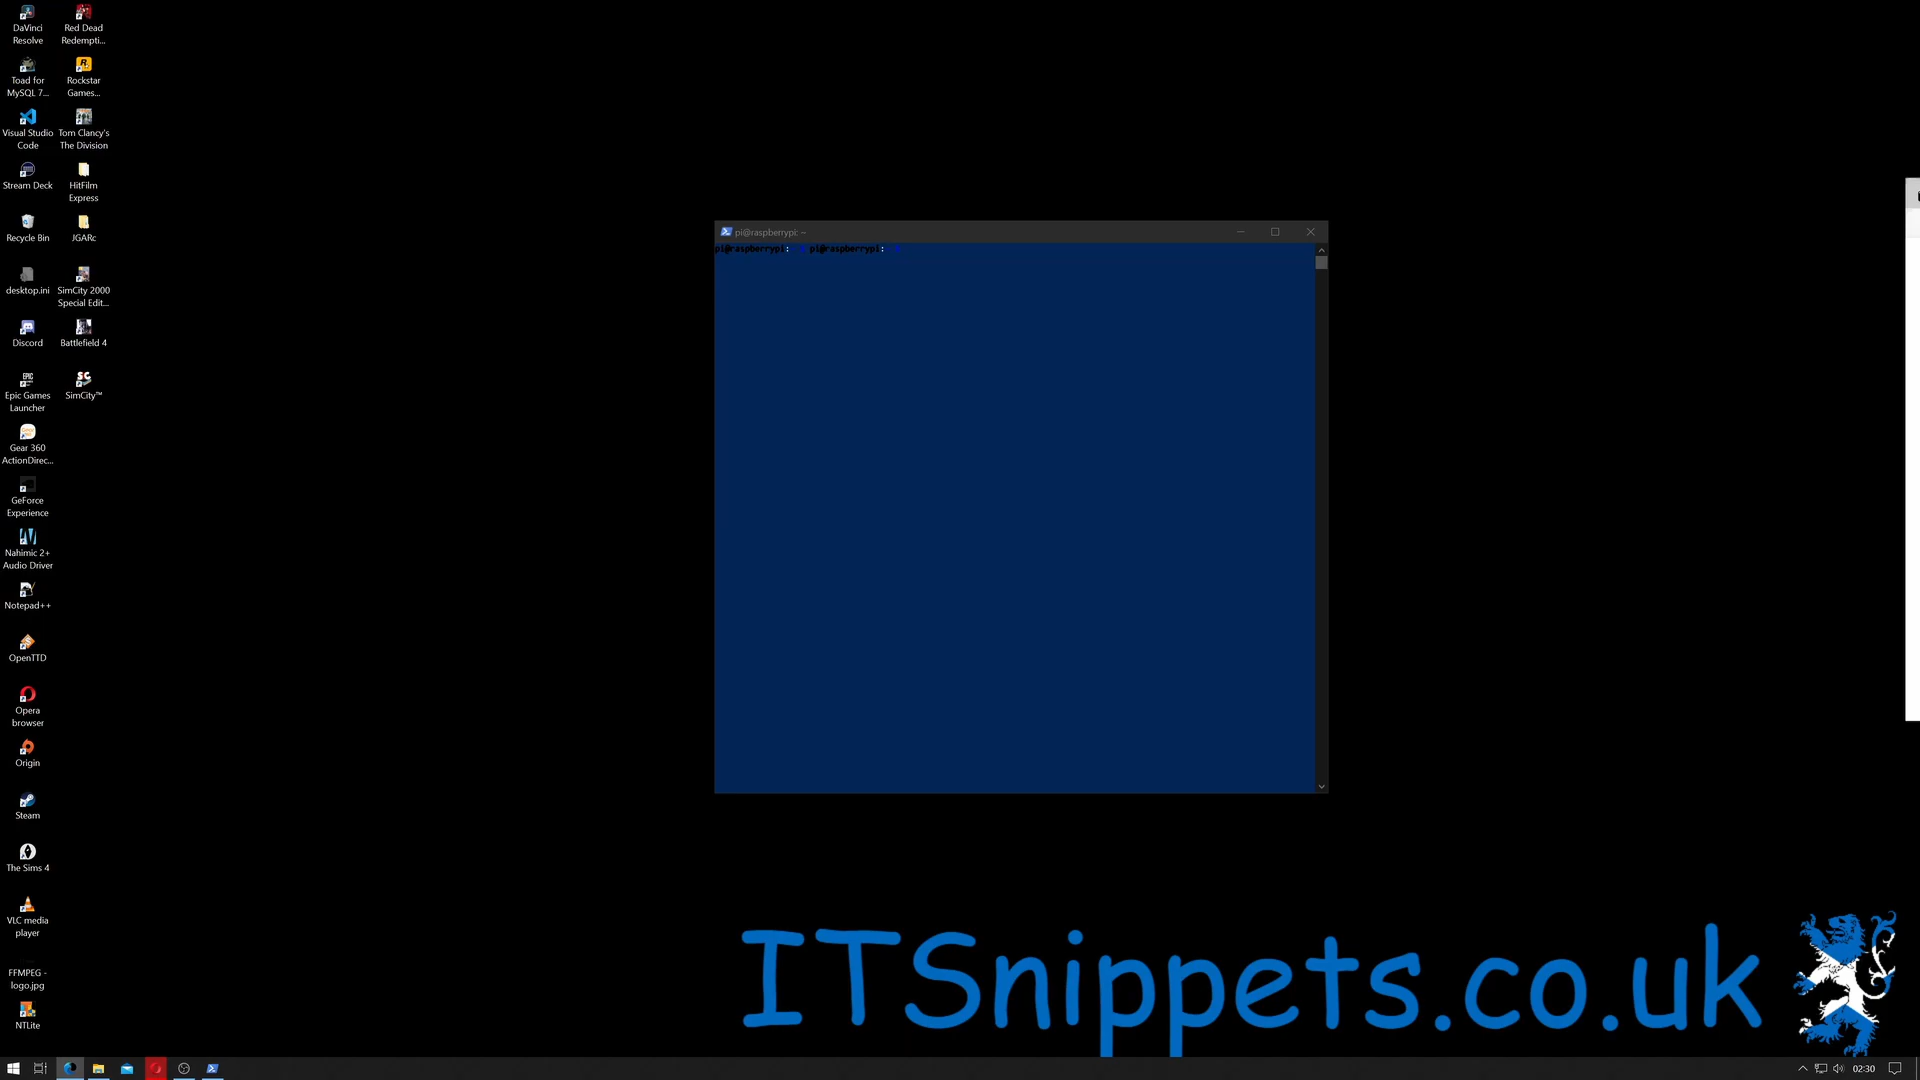 DaVinci
Resolve
Red Dead
Redempti...
Toad for
MySQL 7...
Rockstar
Games...
Visual Studio
Code
Tom Clancy's
The Division
Stream Deck
HitFilm
Express
Recycle Bin
JGARc
desktop.ini
SimCity 2000
Special Edit...
Discord
Battlefield 4
Epic Games
Launcher
SimCity™
Gear 360
ActionDirec...
GeForce
Experience
Nahimic 2+
Audio Driver
Notepad++
OpenTTD
Opera
browser
Origin
Steam
The Sims 4
VLC media
player
FFMPEG -
logo.jpg
NTLite
pi@raspberrypi: ~
pi@raspberrypi: pi@raspberrypi:
ITSnippets.co.uk
02:30